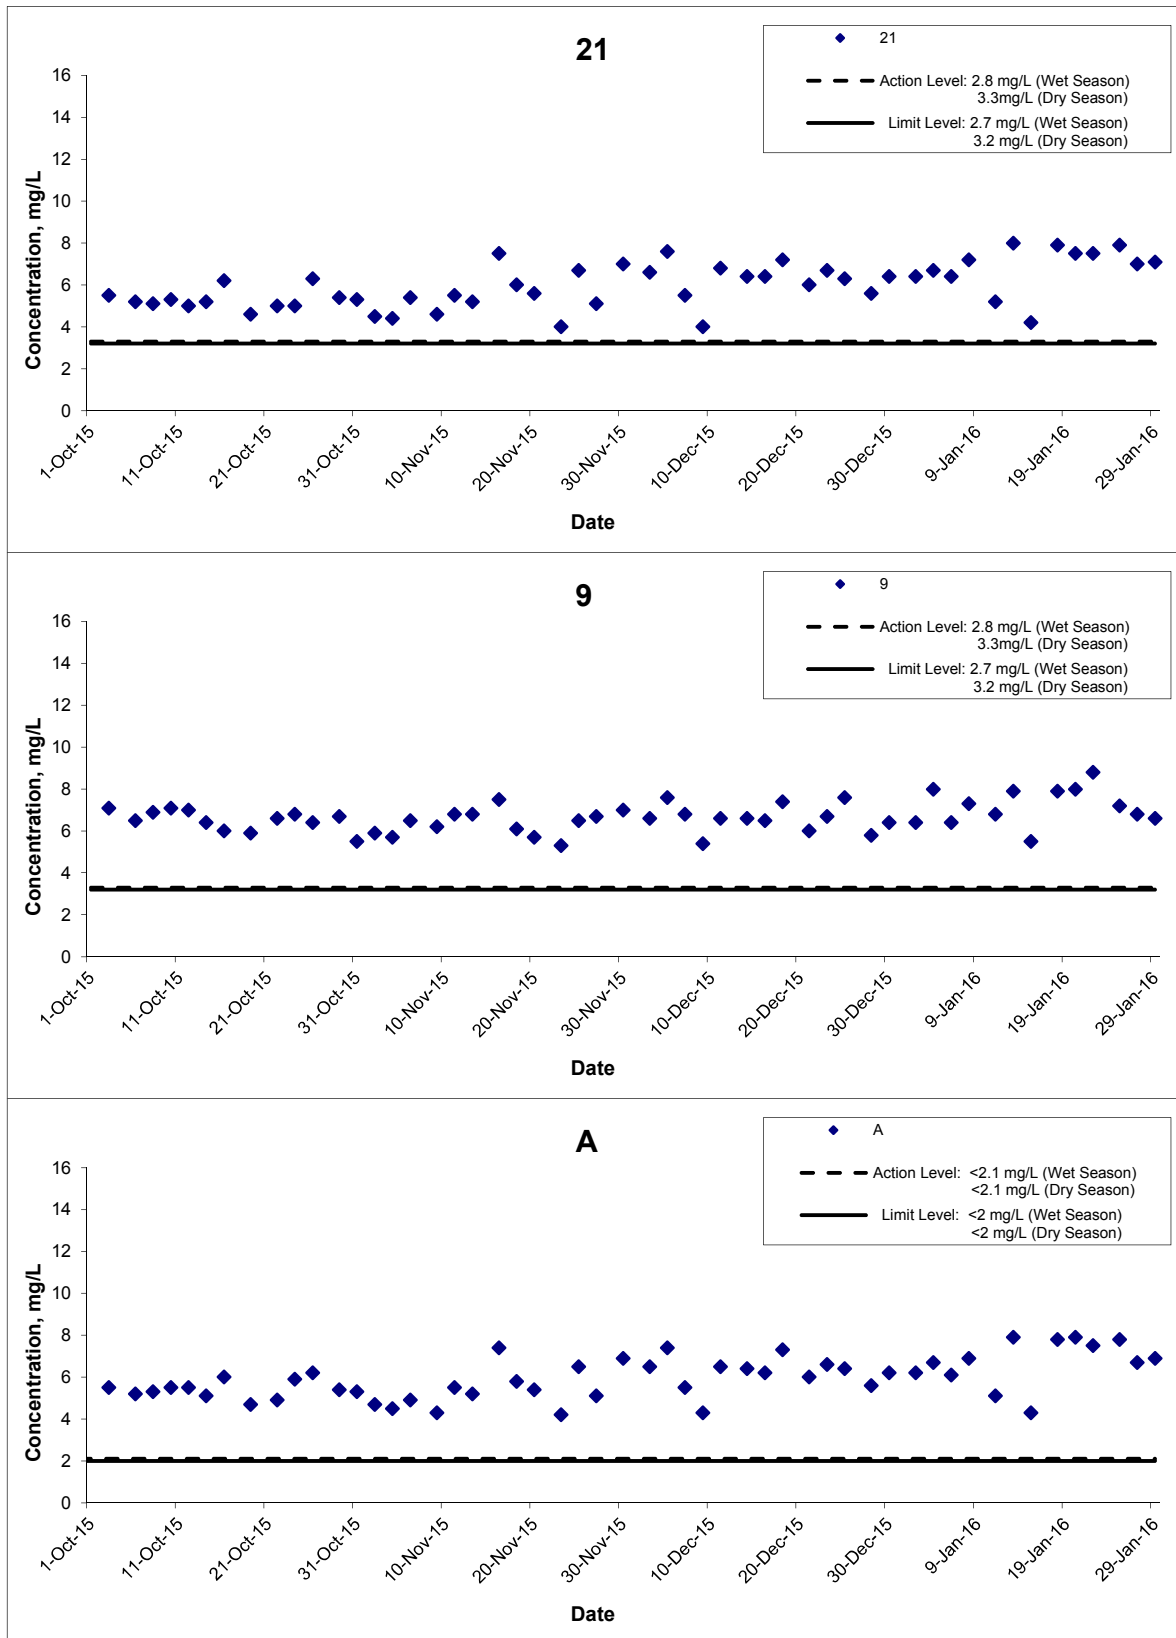 21
21
Action Level: 2.8 mg/L (Wet Season)
3.3mg/L (Dry Season)
Limit Level: 2.7 mg/L (Wet Season)
3.2 mg/L (Dry Season)
Concentration, mg/L
16
14
12
10
8
6
4
2
0
1-Oct-15
11-Oct-15
21-Oct-15
31-Oct-15
10-Nov-15
20-Nov-15
30-Nov-15
10-Dec-15
20-Dec-15
30-Dec-15
9-Jan-16
19-Jan-16
29-Jan-16
Date
9
9
Action Level: 2.8 mg/L (Wet Season)
3.3mg/L (Dry Season)
Limit Level: 2.7 mg/L (Wet Season)
3.2 mg/L (Dry Season)
Concentration, mg/L
16
14
12
10
8
6
4
2
0
1-Oct-15
11-Oct-15
21-Oct-15
31-Oct-15
10-Nov-15
20-Nov-15
30-Nov-15
10-Dec-15
20-Dec-15
30-Dec-15
9-Jan-16
19-Jan-16
29-Jan-16
Date
A
A
Action Level: <2.1 mg/L (Wet Season)
<2.1 mg/L (Dry Season)
Limit Level: <2 mg/L (Wet Season)
<2 mg/L (Dry Season)
Concentration, mg/L
16
14
12
10
8
6
4
2
0
1-Oct-15
11-Oct-15
21-Oct-15
31-Oct-15
10-Nov-15
20-Nov-15
30-Nov-15
10-Dec-15
20-Dec-15
30-Dec-15
9-Jan-16
19-Jan-16
29-Jan-16
Date